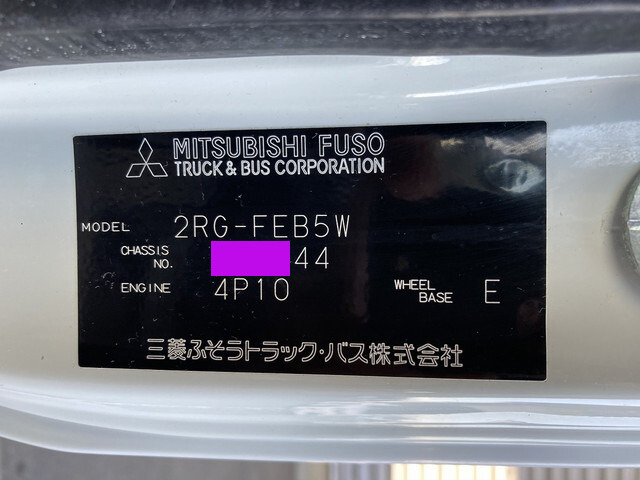 MITSUBISHI FUSO
TRUCK & BUS CORPORATION
MODEL 2RG-FEB5W
CHASSIS NO. 44
ENGINE 4P10 WHEEL BASE E
三菱ふそうトラック・バス株式会社